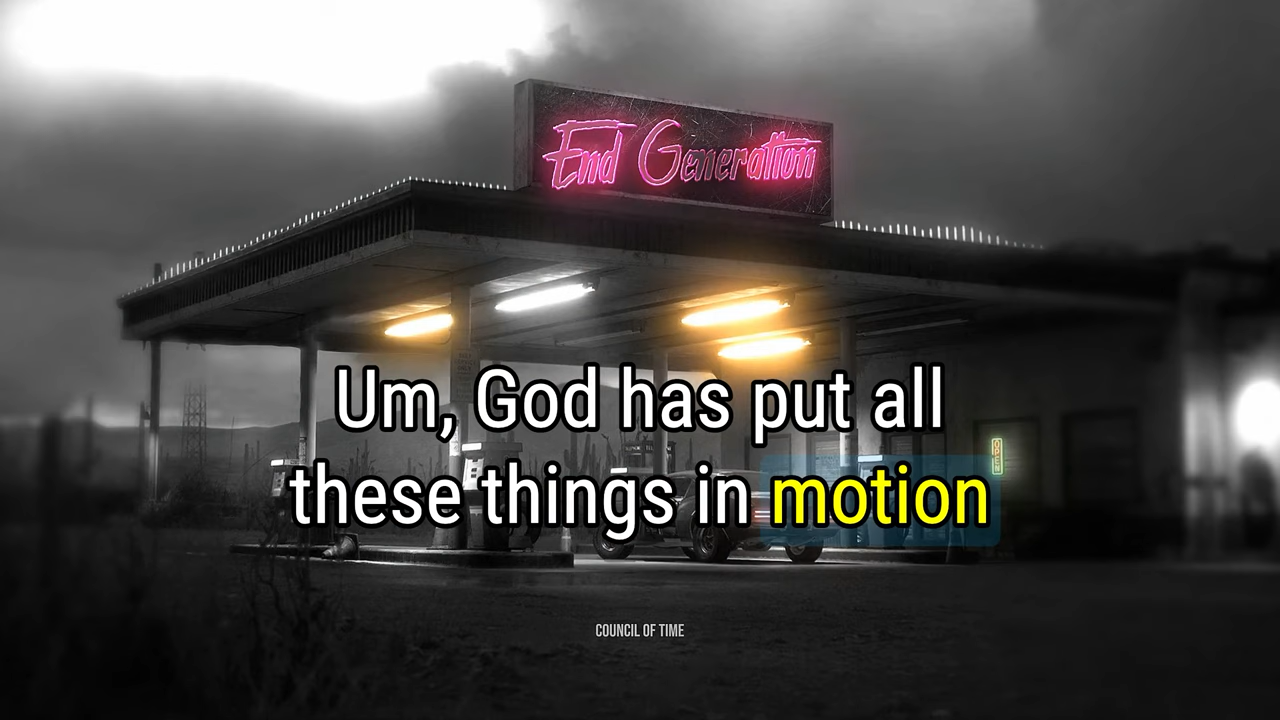 End Generation
Um, God has put all
these things in motion
OPEN
COUNCIL OF TIME